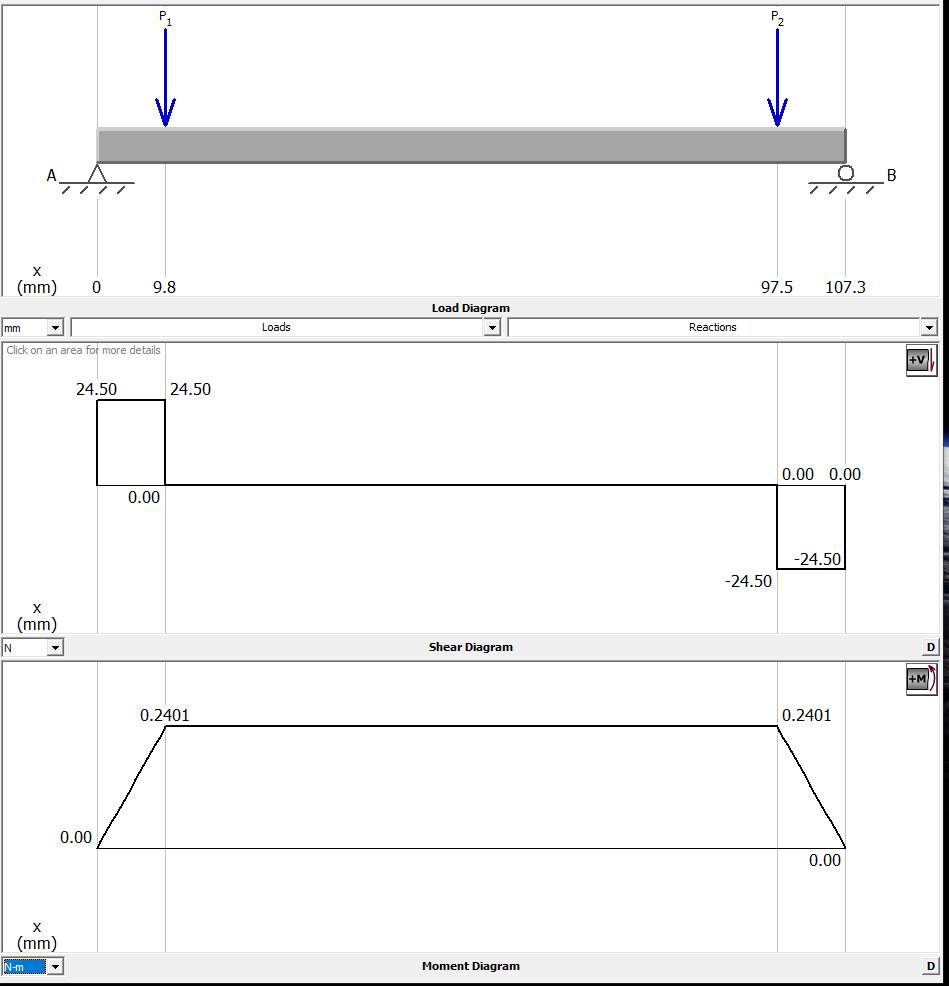 P1 P2
A B
x
(mm) 0 9.8 97.5 107.3
Load Diagram
mm Loads Reactions
Click on an area for more details
+V
24.50 24.50
0.00 0.00
0.00
-24.50
-24.50
x
(mm)
N Shear Diagram D
+M
0.2401 0.2401
0.00
0.00
x
(mm)
N-m Moment Diagram D